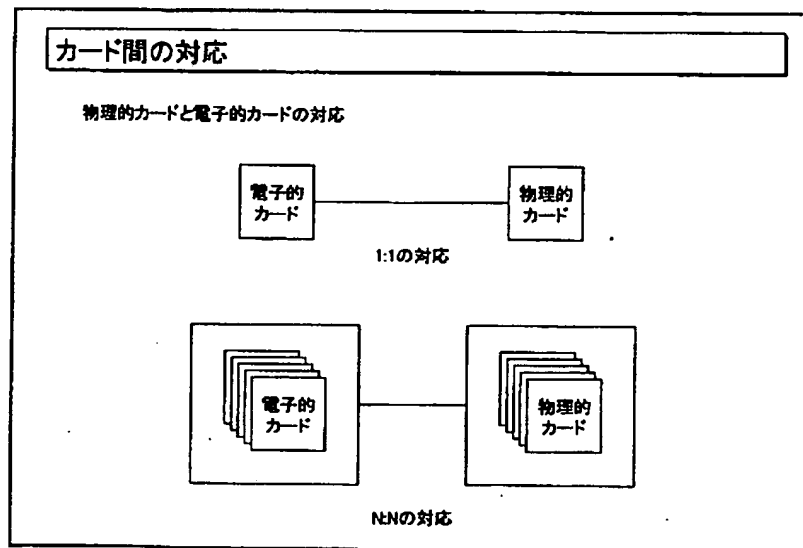 カード間の対応
物理的カードと電子的カードの対応
電子的
カード
物理的
カード
1:1の対応
電子的
カード
物理的
カード
N:Nの対応